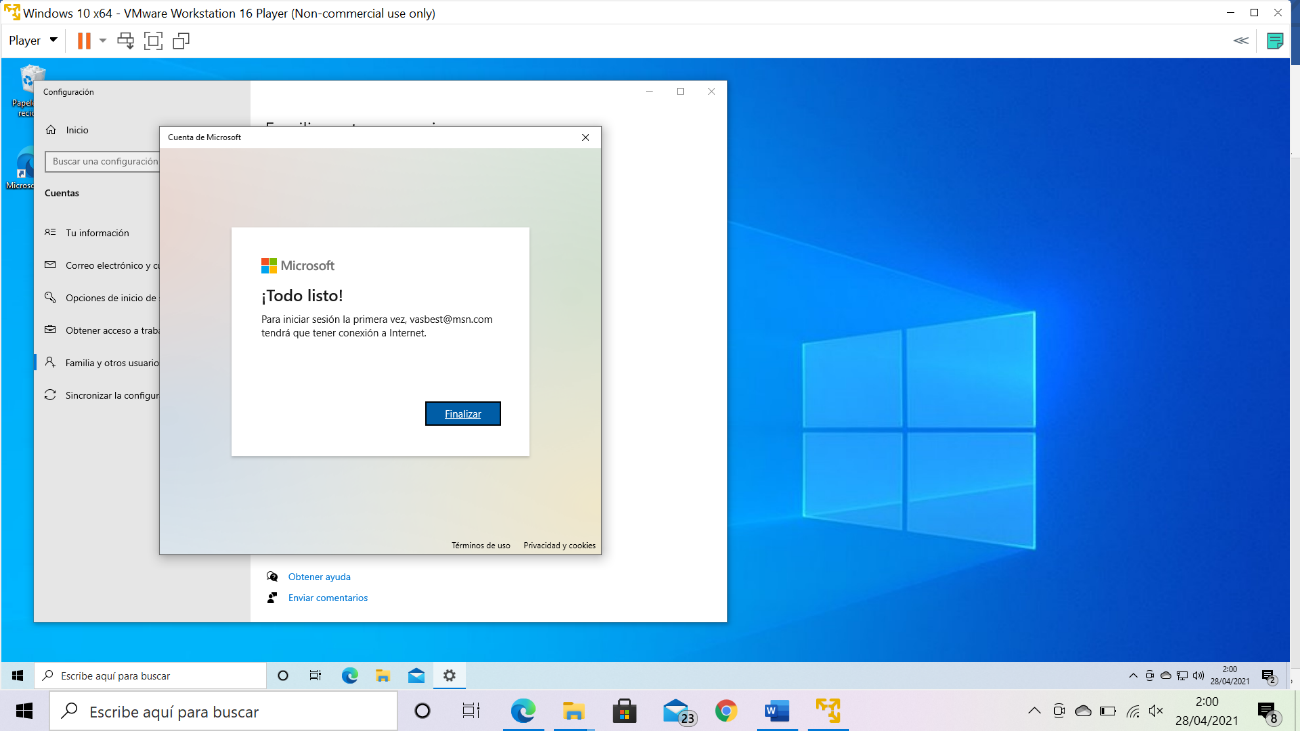 Windows 10 x64 - VMware Workstation 16 Player (Non-commercial use only)
Player
Configuración
Inicio
Buscar una configuración
Cuentas
Tu información
Correo electrónico y
Opciones de inicio de
Obtener acceso a
Familia y otros
Sincronizar la
Cuenta de Microsoft
Microsoft
¡Todo listo!
Para iniciar sesión la primera vez, vasbest@msn.com
tendrá que tener conexión a Internet.
Finalizar
Términos de uso Privacidad y cookies
Obtener ayuda
Enviar comentarios
Escribe aquí para buscar
2:00
28/04/2021
2
Escribe aquí para buscar
23
2:00
28/04/2021
8